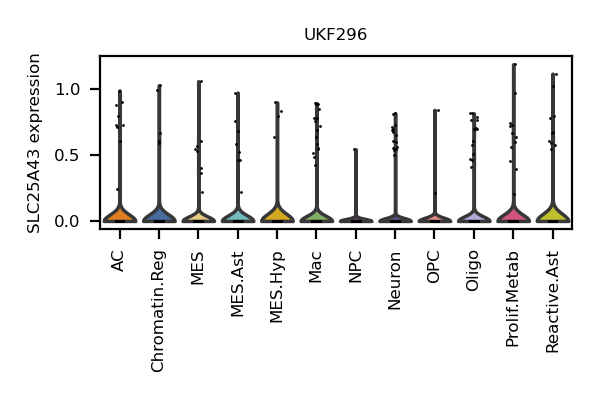 UKF296
SLC25A43 expression
1.0
0.5
0.0
AC
Chromatin.Reg
MES
MES.Ast
MES.Hyp
Mac
NPC
Neuron
OPC
Oligo
Prolif.Metab
Reactive.Ast